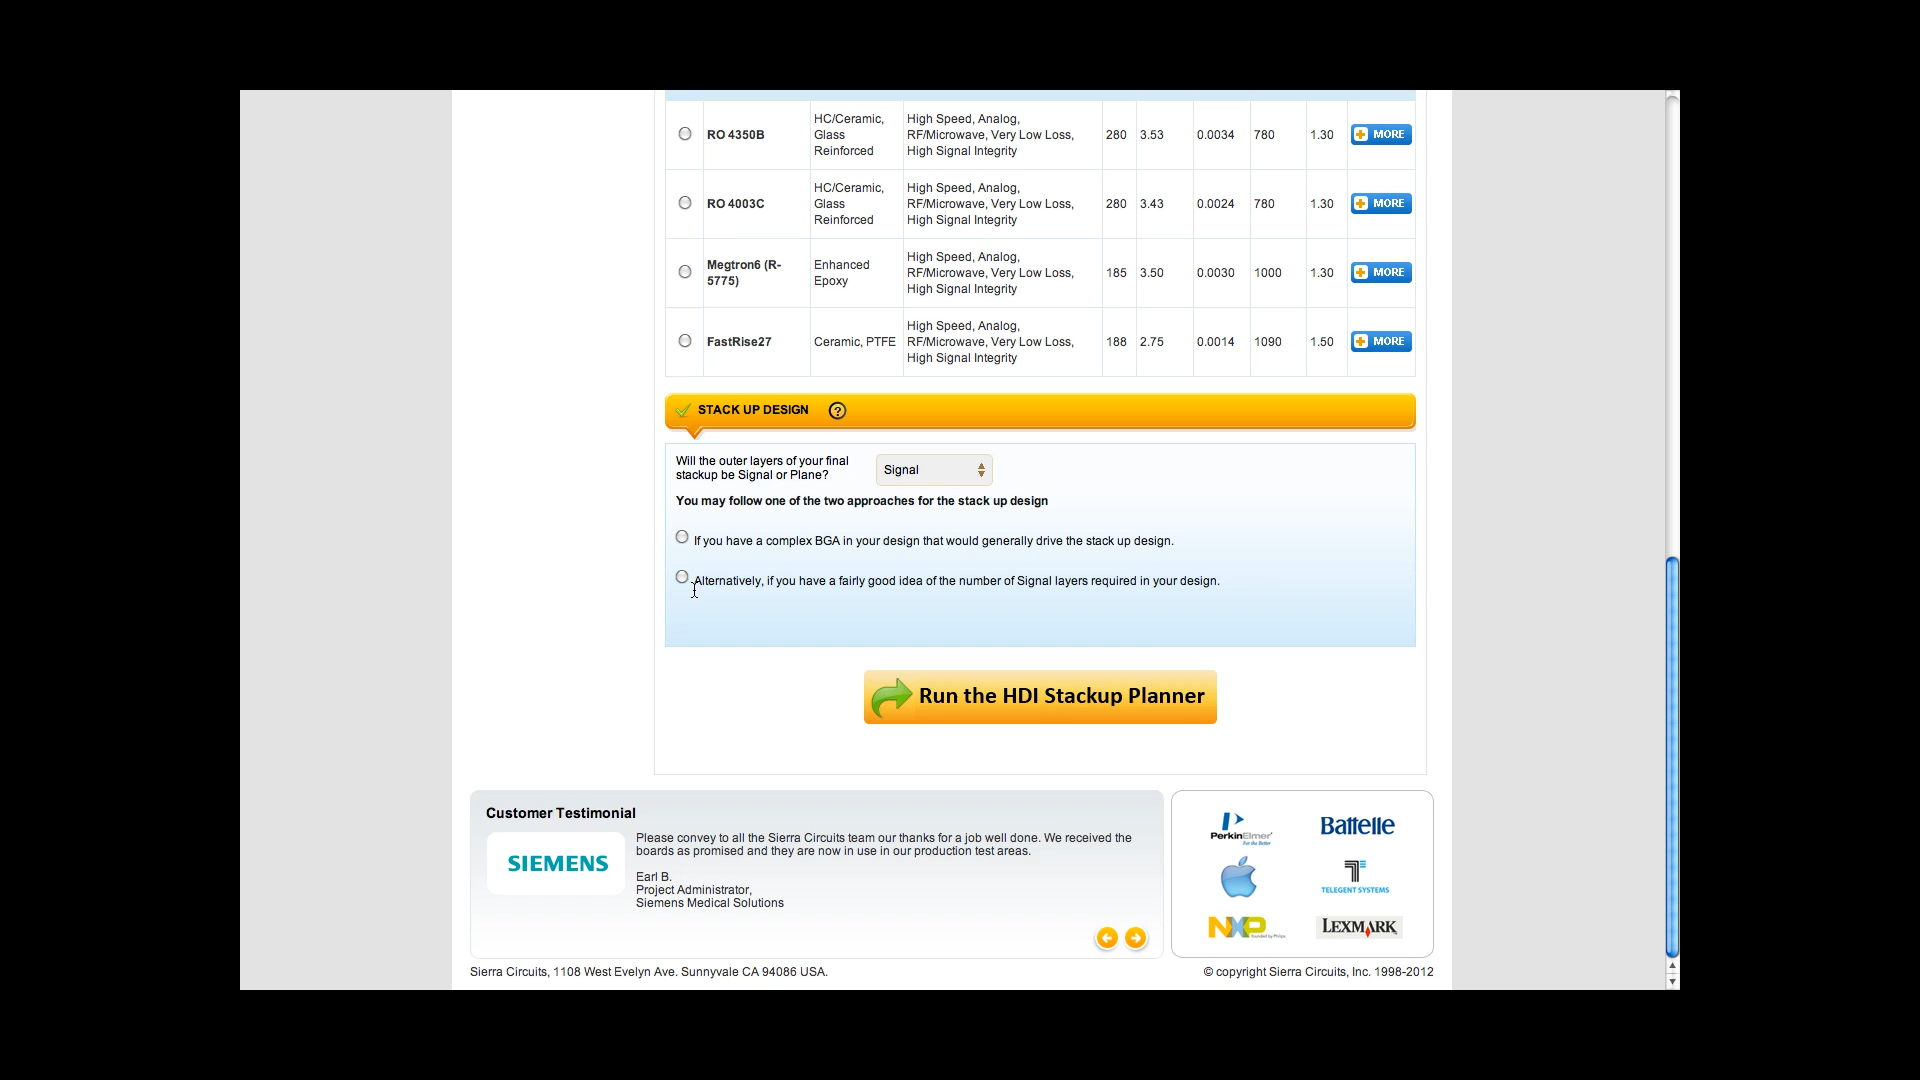 RO 4350B
HC/Ceramic,
Glass
Reinforced
High Speed, Analog,
RF/Microwave, Very Low Loss,
High Signal Integrity
280 3.53 0.0034 780 1.30 MORE
RO 4003C
HC/Ceramic,
Glass
Reinforced
High Speed, Analog,
RF/Microwave, Very Low Loss,
High Signal Integrity
280 3.43 0.0024 780 1.30 MORE
Megtron6 (R-
5775)
Enhanced
Epoxy
High Speed, Analog,
RF/Microwave, Very Low Loss,
High Signal Integrity
185 3.50 0.0030 1000 1.30 MORE
FastRise27
Ceramic, PTFE
High Speed, Analog,
RF/Microwave, Very Low Loss,
High Signal Integrity
188 2.75 0.0014 1090 1.50 MORE
STACK UP DESIGN ?
Will the outer layers of your final
stackup be Signal or Plane?
Signal
You may follow one of the two approaches for the stack up design
If you have a complex BGA in your design that would generally drive the stack up design.
Alternatively, if you have a fairly good idea of the number of Signal layers required in your design.
Run the HDI Stackup Planner
Customer Testimonial
SIEMENS
Please convey to all the Sierra Circuits team our thanks for a job well done. We received the
boards as promised and they are now in use in our production test areas.
Earl B.
Project Administrator,
Siemens Medical Solutions
PerkinElmer
For the Better
Battelle
TELEGENT SYSTEMS
NXP
founded by Philips
LEXMARK
Sierra Circuits, 1108 West Evelyn Ave. Sunnyvale CA 94086 USA.
© copyright Sierra Circuits, Inc. 1998-2012